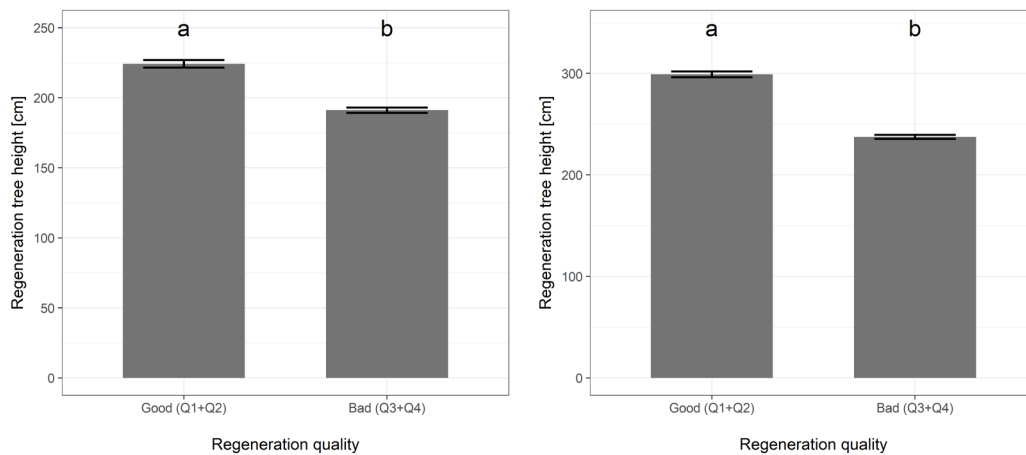 a b
250
200
150
100
50
0
Regeneration tree height [cm]
Good (Q1+Q2) Bad (Q3+Q4)
Regeneration quality
a b
300
200
100
0
Regeneration tree height [cm]
Good (Q1+Q2) Bad (Q3+Q4)
Regeneration quality